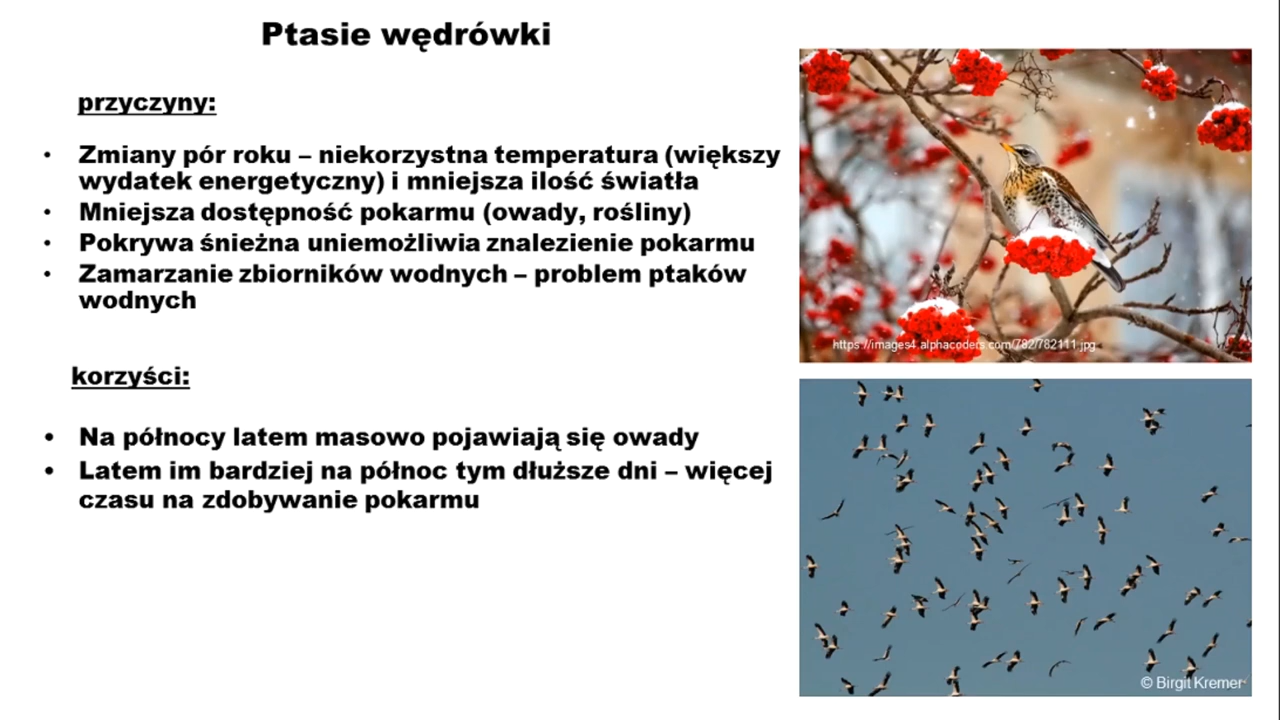 Ptasie wędrówki
przyczyny:
• Zmiany pór roku – niekorzystna temperatura (większy
wydatek energetyczny) i mniejsza ilość światła
• Mniejsza dostępność pokarmu (owady, rośliny)
• Pokrywa śnieżna uniemożliwia znalezienie pokarmu
• Zamarzanie zbiorników wodnych – problem ptaków
wodnych
korzyści:
• Na północy latem masowo pojawiają się owady
• Latem im bardziej na północ tym dłuższe dni – więcej
czasu na zdobywanie pokarmu
https://images4.alphacoders.com/782/782111.jpg
© Birgit Kremer